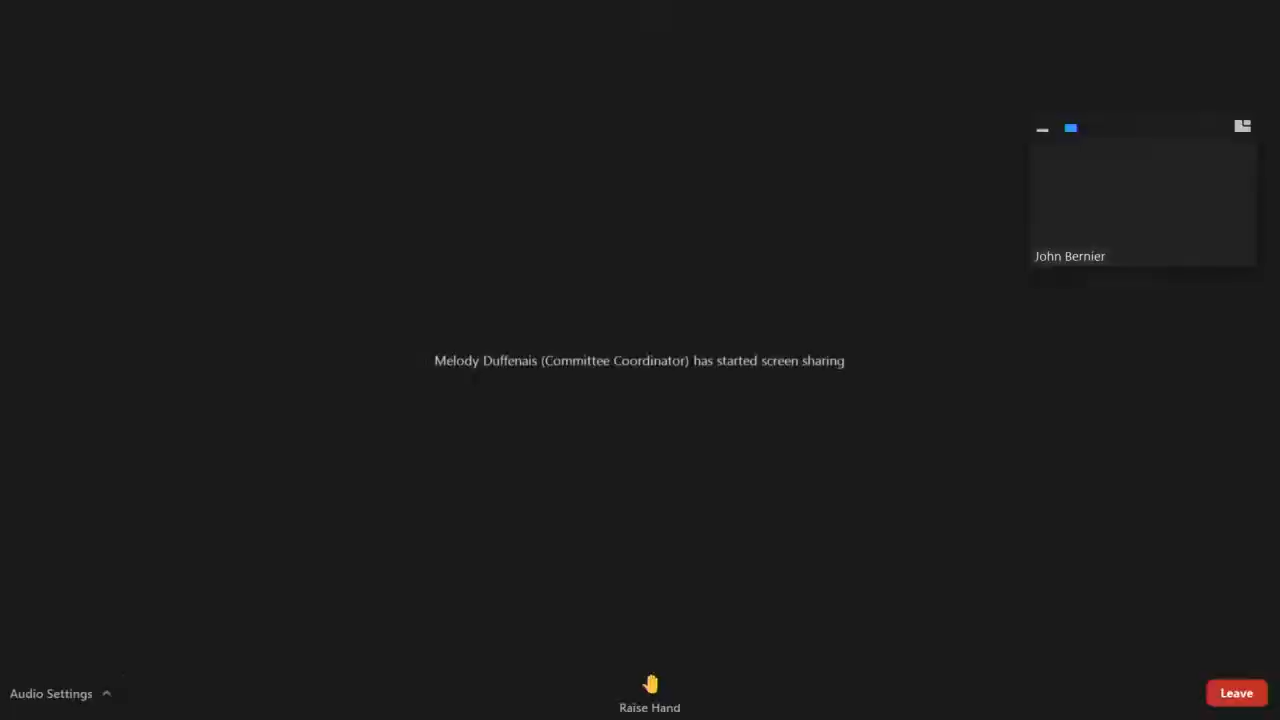 John Bernier
Melody Duffenais (Committee Coordinator) has started screen sharing
Audio Settings
Raise Hand
Leave